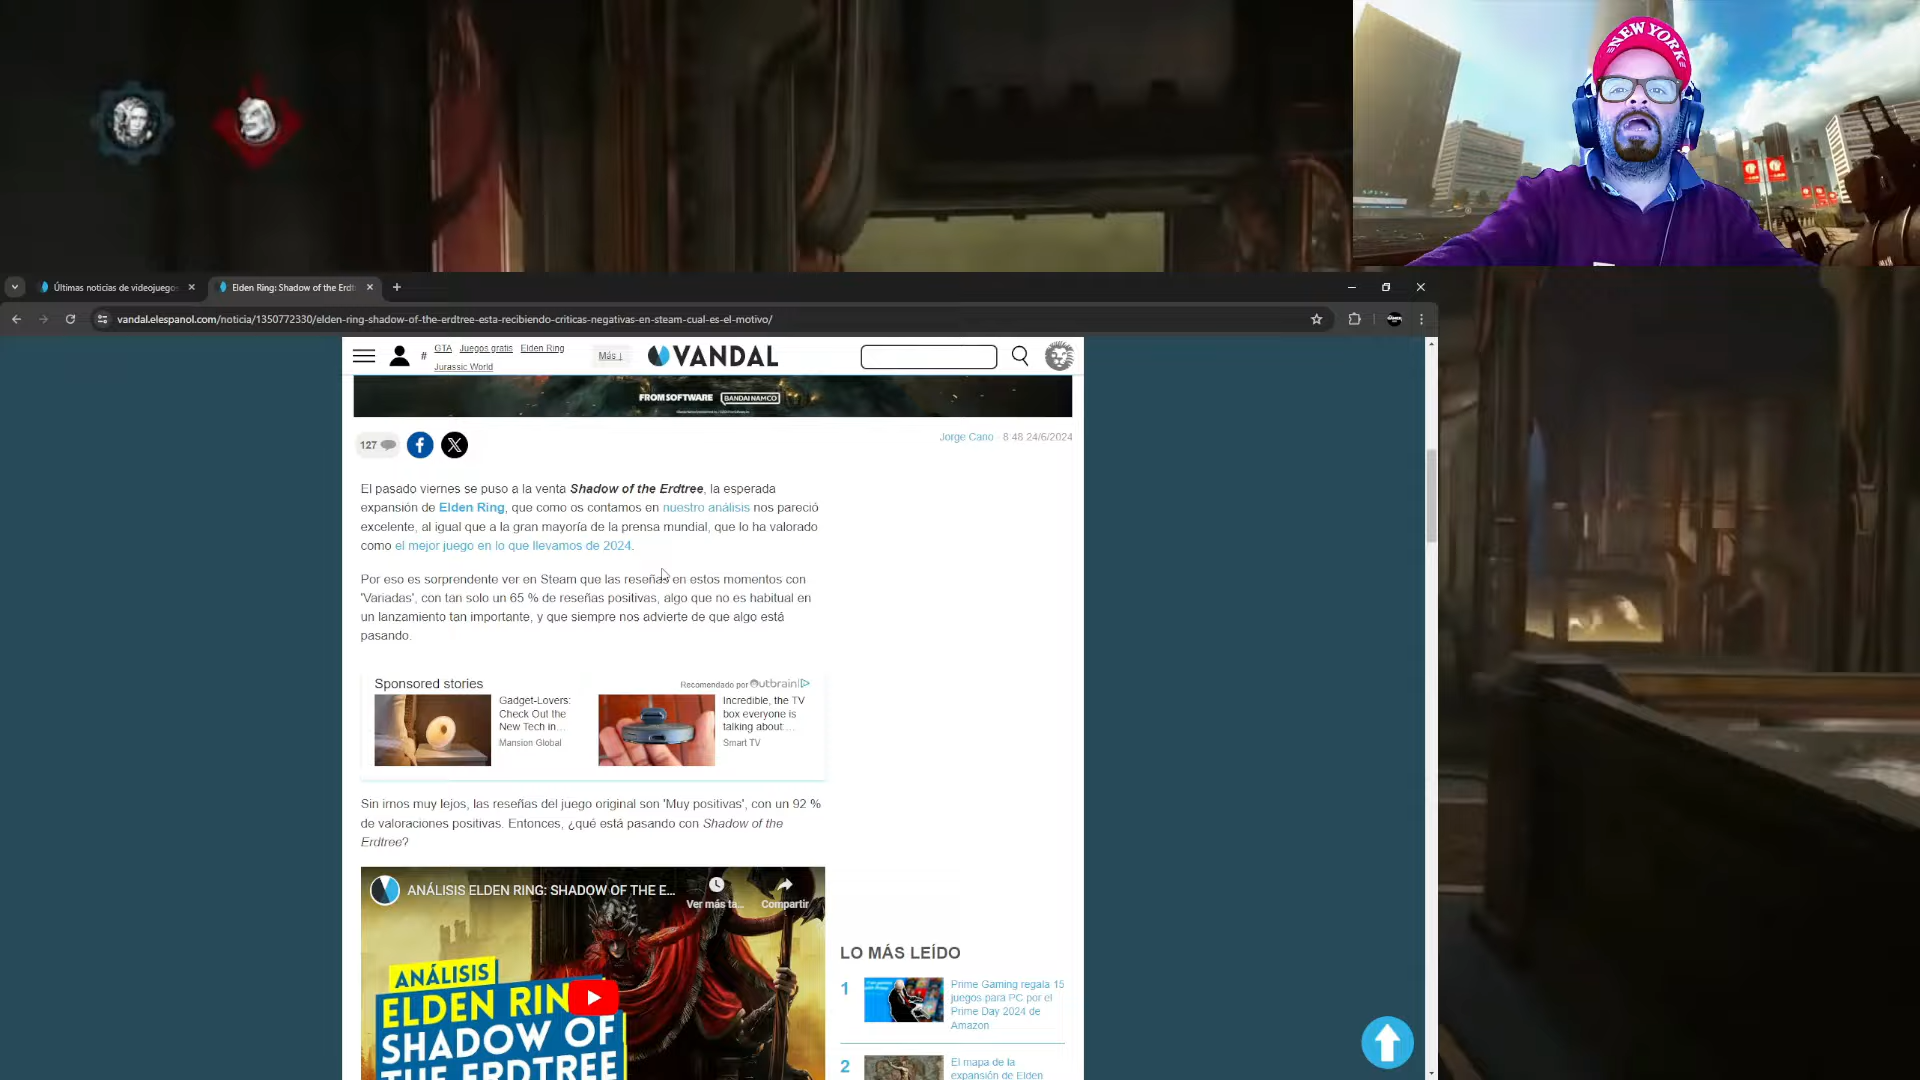 NEW YORK
Últimas noticias de videojuegos
Elden Ring: Shadow of the Erdt
vandal.elespanol.com/noticia/1350772330/elden-ring-shadow-of-the-erdtree-esta-recibiendo-criticas-negativas-en-steam-cual-es-el-motivo/
# GTA Juegos gratis Elden Ring
Jurassic World
Más ↓
VANDAL
FROMSOFTWARE BANDAI NAMCO
127
Jorge Cano · 8:48 24/6/2024
El pasado viernes se puso a la venta Shadow of the Erdtree, la esperada
expansión de Elden Ring, que como os contamos en nuestro análisis nos pareció
excelente, al igual que a la gran mayoría de la prensa mundial, que lo ha valorado
como el mejor juego en lo que llevamos de 2024.
Por eso es sorprendente ver en Steam que las reseñas en estos momentos con
'Variadas', con tan solo un 65 % de reseñas positivas, algo que no es habitual en
un lanzamiento tan importante, y que siempre nos advierte de que algo está
pasando.
Sponsored stories
Recomendado por Outbrain
Gadget-Lovers:
Check Out the
New Tech in...
Mansion Global
Incredible, the TV
box everyone is
talking about:...
Smart TV
Sin irnos muy lejos, las reseñas del juego original son 'Muy positivas', con un 92 %
de valoraciones positivas. Entonces, ¿qué está pasando con Shadow of the
Erdtree?
ANÁLISIS ELDEN RING: SHADOW OF THE E...
Ver más ta...
Compartir
ANÁLISIS
ELDEN RIN
SHADOW OF
THE ERDTREE
LO MÁS LEÍDO
1
Prime Gaming regala 15
juegos para PC por el
Prime Day 2024 de
Amazon
2
El mapa de la
expansión de Elden